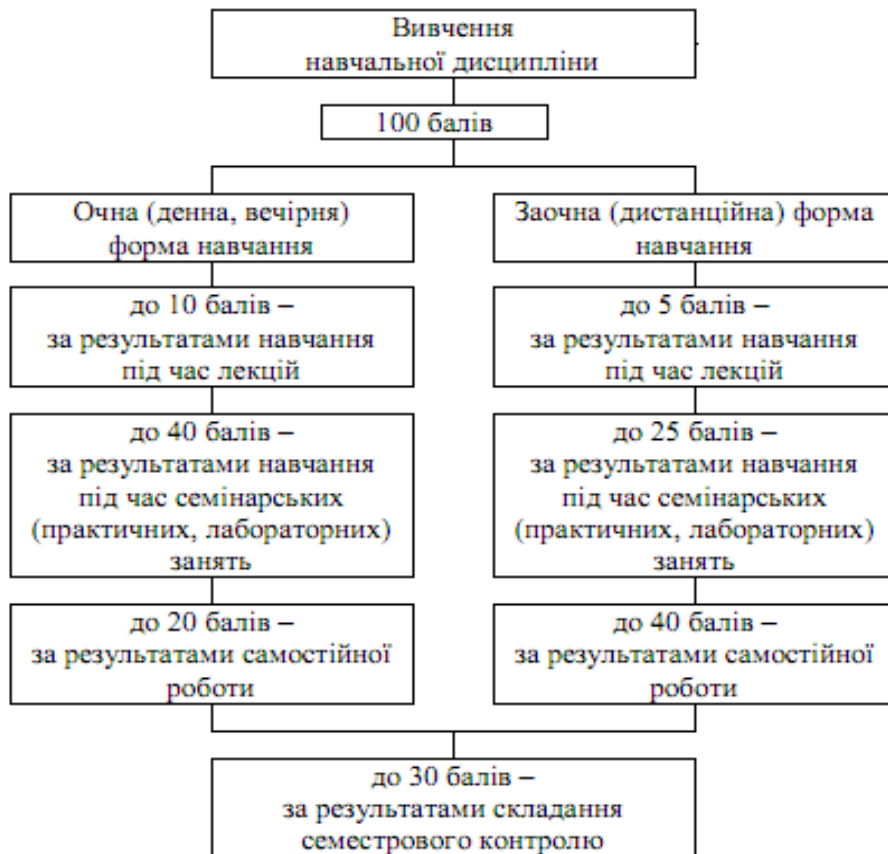 Вивчення
навчальної дисципліни
100 балів
Очна (денна, вечірня)
форма навчання
Заочна (дистанційна) форма
навчання
до 10 балів –
за результатами навчання
під час лекцій
до 5 балів –
за результатами навчання
під час лекцій
до 40 балів –
за результатами навчання
під час семінарських
(практичних, лабораторних)
занять
до 25 балів –
за результатами навчання
під час семінарських
(практичних, лабораторних)
занять
до 20 балів –
за результатами самостійної
роботи
до 40 балів –
за результатами самостійної
роботи
до 30 балів –
за результатами складання
семестрового контролю